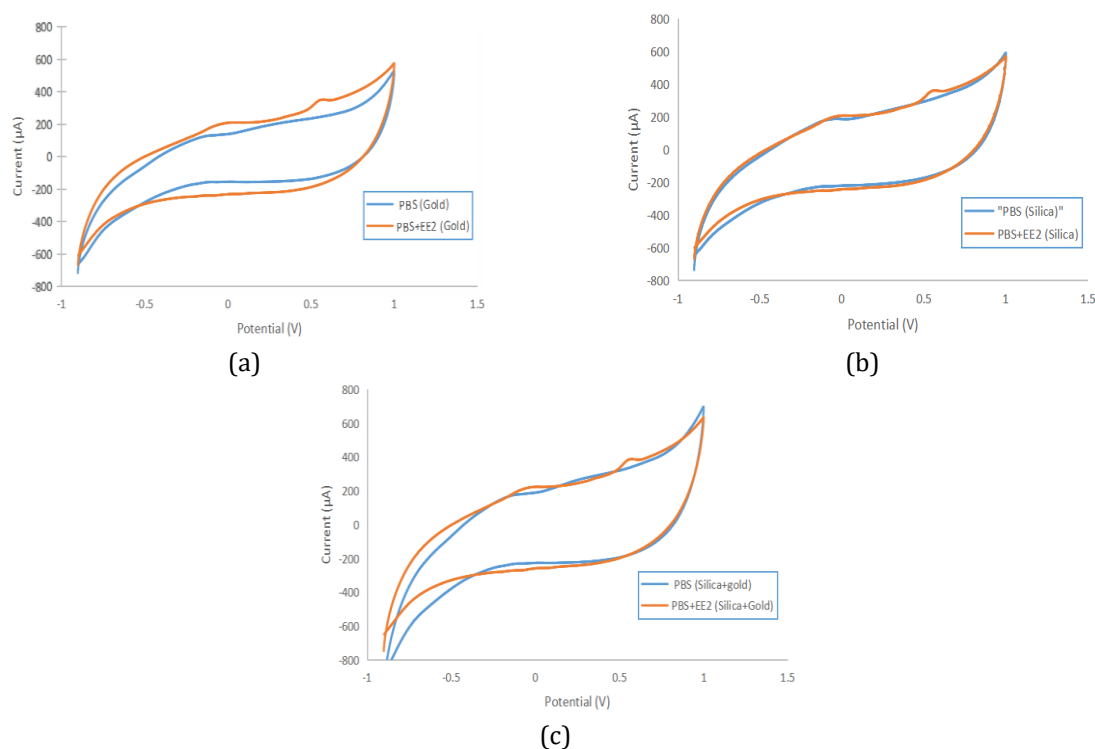 800
600
400
200
0
-200
-400
-600
-800
Current (µA)
-1 -0.5 0 0.5 1 1.5
Potential (V)
PBS (Gold)
PBS+EE2 (Gold)
(a)
800
600
400
200
0
-200
-400
-600
-800
Current (µA)
-1 -0.5 0 0.5 1 1.5
Potential (V)
"PBS (Silica)"
PBS+EE2 (Silica)
(b)
800
600
400
200
0
-200
-400
-600
-800
Current (µA)
-1 -0.5 0 0.5 1 1.5
Potential (V)
PBS (Silica+gold)
PBS+EE2 (Silica+Gold)
(c)